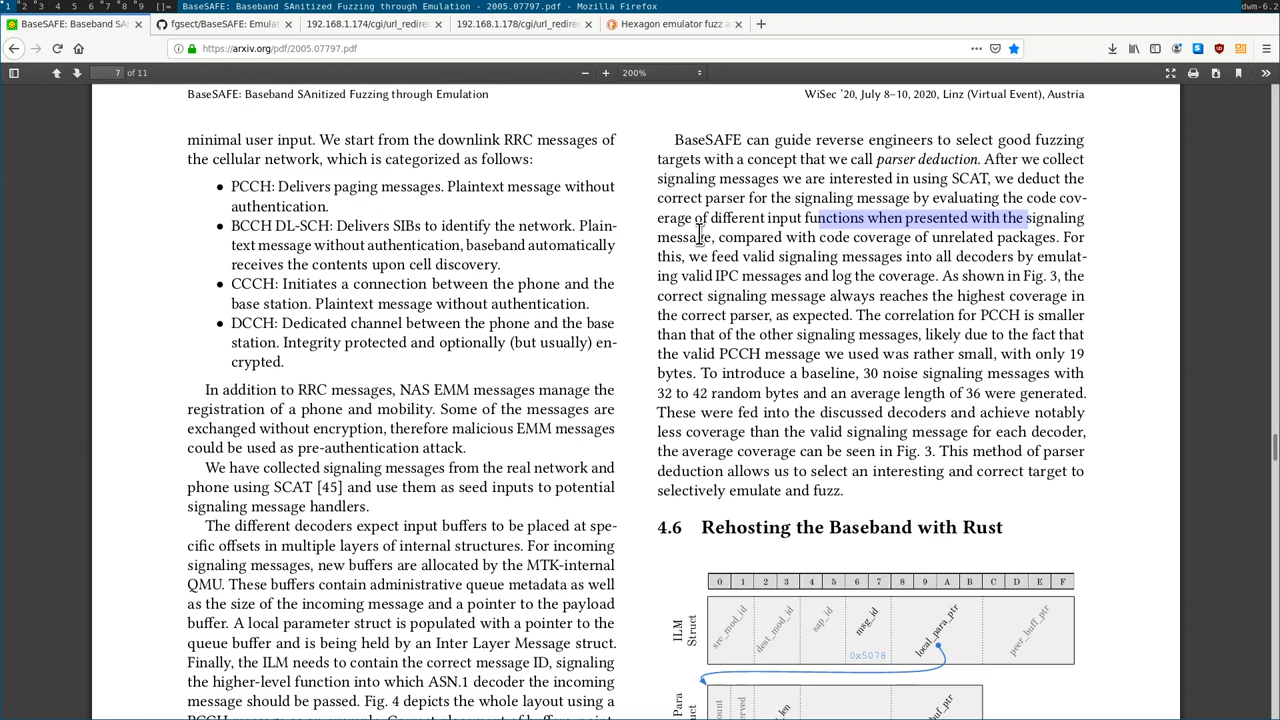 1 2 3 4 5 6 7 8 9 []= BaseSAFE: Baseband SAnitized Fuzzing through Emulation - 2005.07797.pdf - Mozilla Firefox dwm-6.2
BaseSAFE: Baseband SA
fgsect/BaseSAFE: Emulat
192.168.1.174/cgi/url_redire
192.168.1.178/cgi/url_redire
Hexagon emulator fuzz a
https://arxiv.org/pdf/2005.07797.pdf
7 of 11
200%
BaseSAFE: Baseband SAnitized Fuzzing through Emulation
WiSec '20, July 8–10, 2020, Linz (Virtual Event), Austria
minimal user input. We start from the downlink RRC messages of
the cellular network, which is categorized as follows:
• PCCH: Delivers paging messages. Plaintext message without
authentication.
• BCCH DL-SCH: Delivers SIBs to identify the network. Plain-
text message without authentication, baseband automatically
receives the contents upon cell discovery.
• CCCH: Initiates a connection between the phone and the
base station. Plaintext message without authentication.
• DCCH: Dedicated channel between the phone and the base
station. Integrity protected and optionally (but usually) en-
crypted.
In addition to RRC messages, NAS EMM messages manage the
registration of a phone and mobility. Some of the messages are
exchanged without encryption, therefore malicious EMM messages
could be used as pre-authentication attack.
We have collected signaling messages from the real network and
phone using SCAT [45] and use them as seed inputs to potential
signaling message handlers.
The different decoders expect input buffers to be placed at spe-
cific offsets in multiple layers of internal structures. For incoming
signaling messages, new buffers are allocated by the MTK-internal
QMU. These buffers contain administrative queue metadata as well
as the size of the incoming message and a pointer to the payload
buffer. A local parameter struct is populated with a pointer to the
queue buffer and is being held by an Inter Layer Message struct.
Finally, the ILM needs to contain the correct message ID, signaling
the higher-level function into which ASN.1 decoder the incoming
message should be passed. Fig. 4 depicts the whole layout using a
BaseSAFE can guide reverse engineers to select good fuzzing
targets with a concept that we call parser deduction. After we collect
signaling messages we are interested in using SCAT, we deduct the
correct parser for the signaling message by evaluating the code cov-
erage of different input functions when presented with the signaling
message, compared with code coverage of unrelated packages. For
this, we feed valid signaling messages into all decoders by emulat-
ing valid IPC messages and log the coverage. As shown in Fig. 3, the
correct signaling message always reaches the highest coverage in
the correct parser, as expected. The correlation for PCCH is smaller
than that of the other signaling messages, likely due to the fact that
the valid PCCH message we used was rather small, with only 19
bytes. To introduce a baseline, 30 noise signaling messages with
32 to 42 random bytes and an average length of 36 were generated.
These were fed into the discussed decoders and achieve notably
less coverage than the valid signaling message for each decoder,
the average coverage can be seen in Fig. 3. This method of parser
deduction allows us to select an interesting and correct target to
selectively emulate and fuzz.
4.6 Rehosting the Baseband with Rust
0 1 2 3 4 5 6 7 8 9 A B C D E F
ILM
Struct
src_mod_id
dest_mod_id
sap_id
msg_id
0x5078
local_para_ptr
peer_buff_ptr
Para